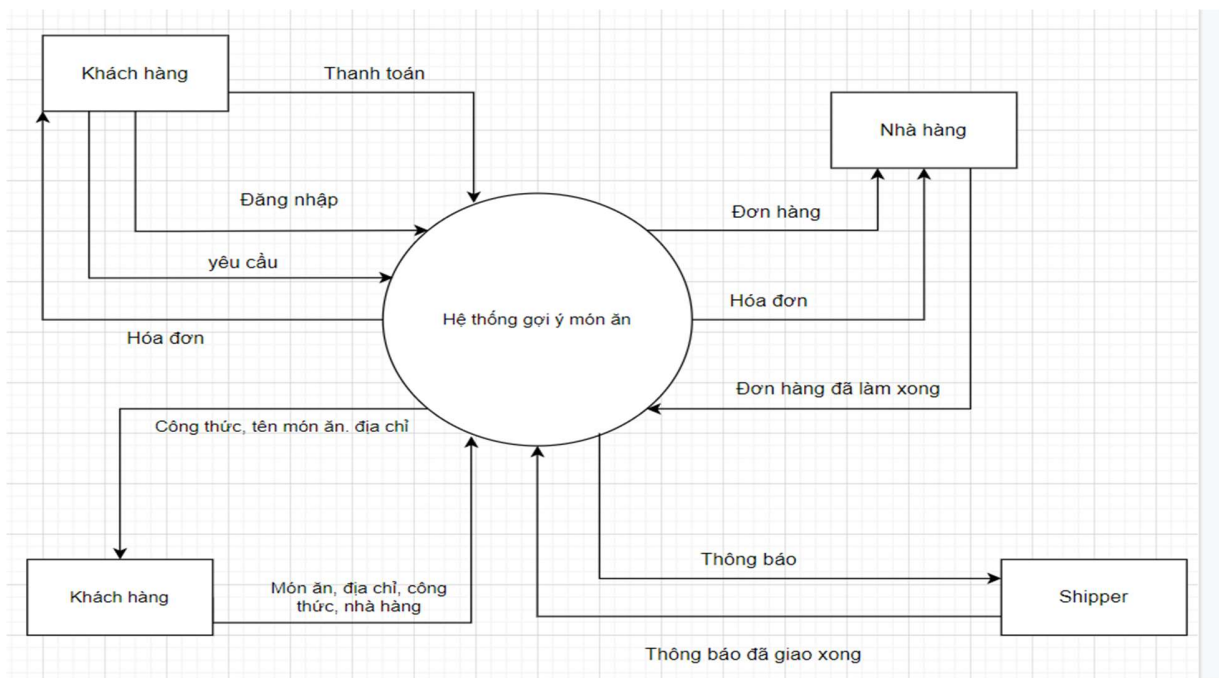 Khách hàng
Thanh toán
Nhà hàng
Đăng nhập
Đơn hàng
yêu cầu
Hóa đơn
Hệ thống gợi ý món ăn
Hóa đơn
Đơn hàng đã làm xong
Công thức, tên món ăn. địa chỉ
Thông báo
Món ăn, địa chỉ, công
thức, nhà hàng
Khách hàng
Shipper
Thông báo đã giao xong